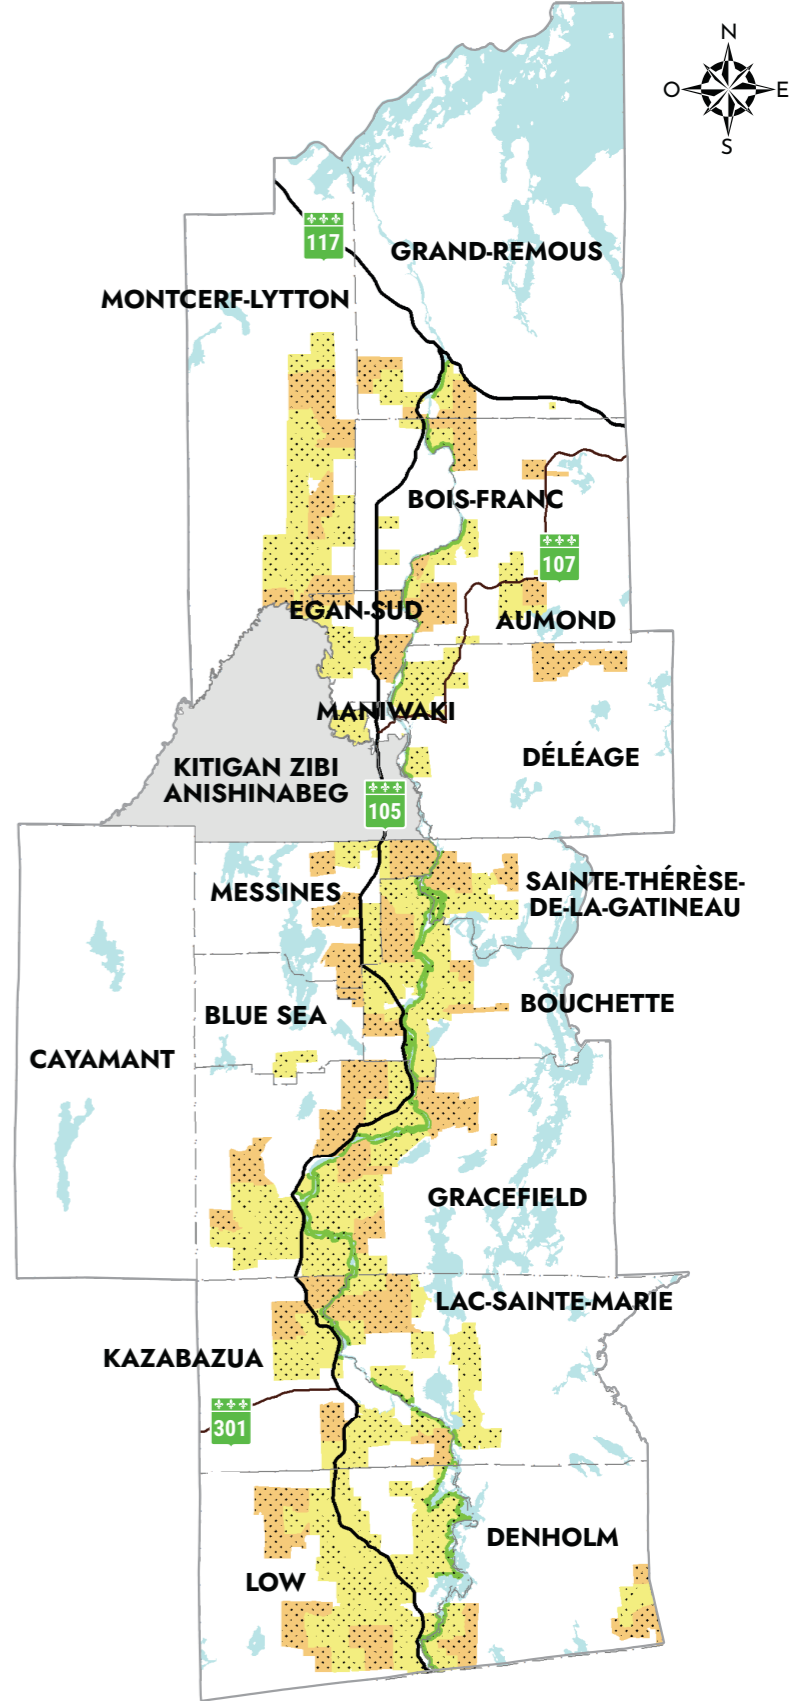 N
O
E
S
117
GRAND-REMOUS
MONTCERF-LYTTON
BOIS-FRANC
107
EGAN-SUD
AUMOND
MANIWAKI
DÉLÉAGE
KITIGAN ZIBI
ANISHINABEG
105
MESSINES
SAINTE-THÉRÈSE-
DE-LA-GATINEAU
BLUE SEA
BOUCHETTE
CAYAMANT
GRACEFIELD
LAC-SAINTE-MARIE
KAZABAZUA
301
DENHOLM
LOW